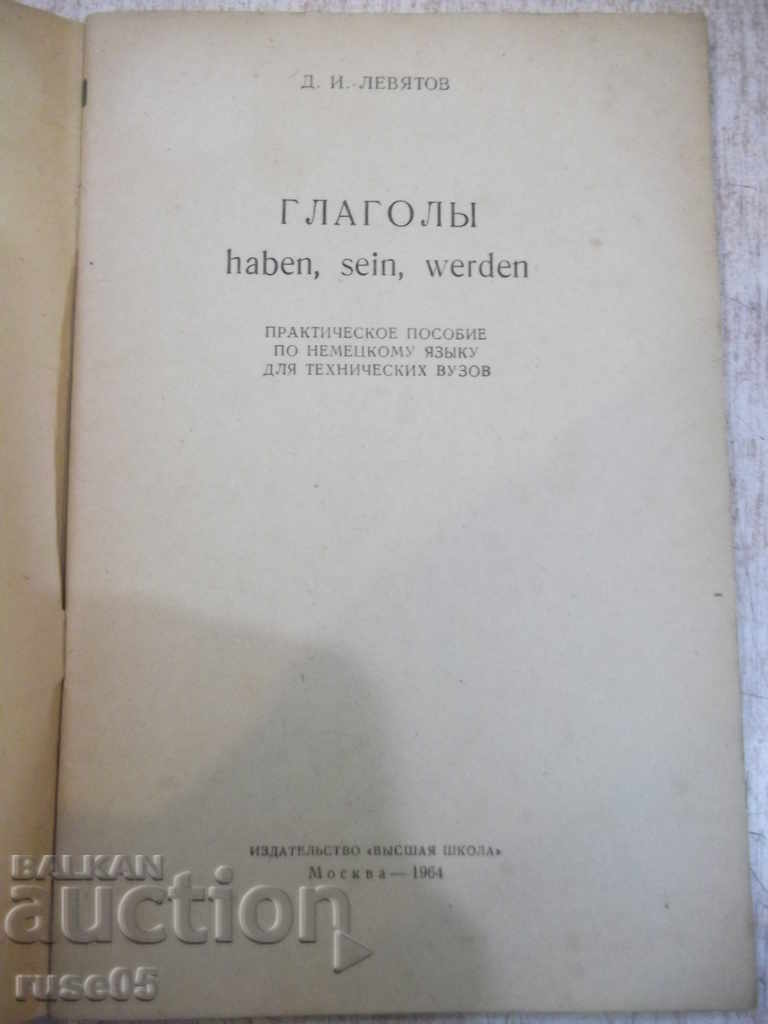 Д. И. ЛЕВЯТОВ
ГЛАГОЛЫ
haben, sein, werden
ПРАКТИЧЕСКОЕ ПОСОБИЕ
ПО НЕМЕЦКОМУ ЯЗЫКУ
ДЛЯ ТЕХНИЧЕСКИХ ВУЗОВ
ИЗДАТЕЛЬСТВО «ВЫСШАЯ ШКОЛА»
Москва — 1964
BALKAN
auction
ruse05